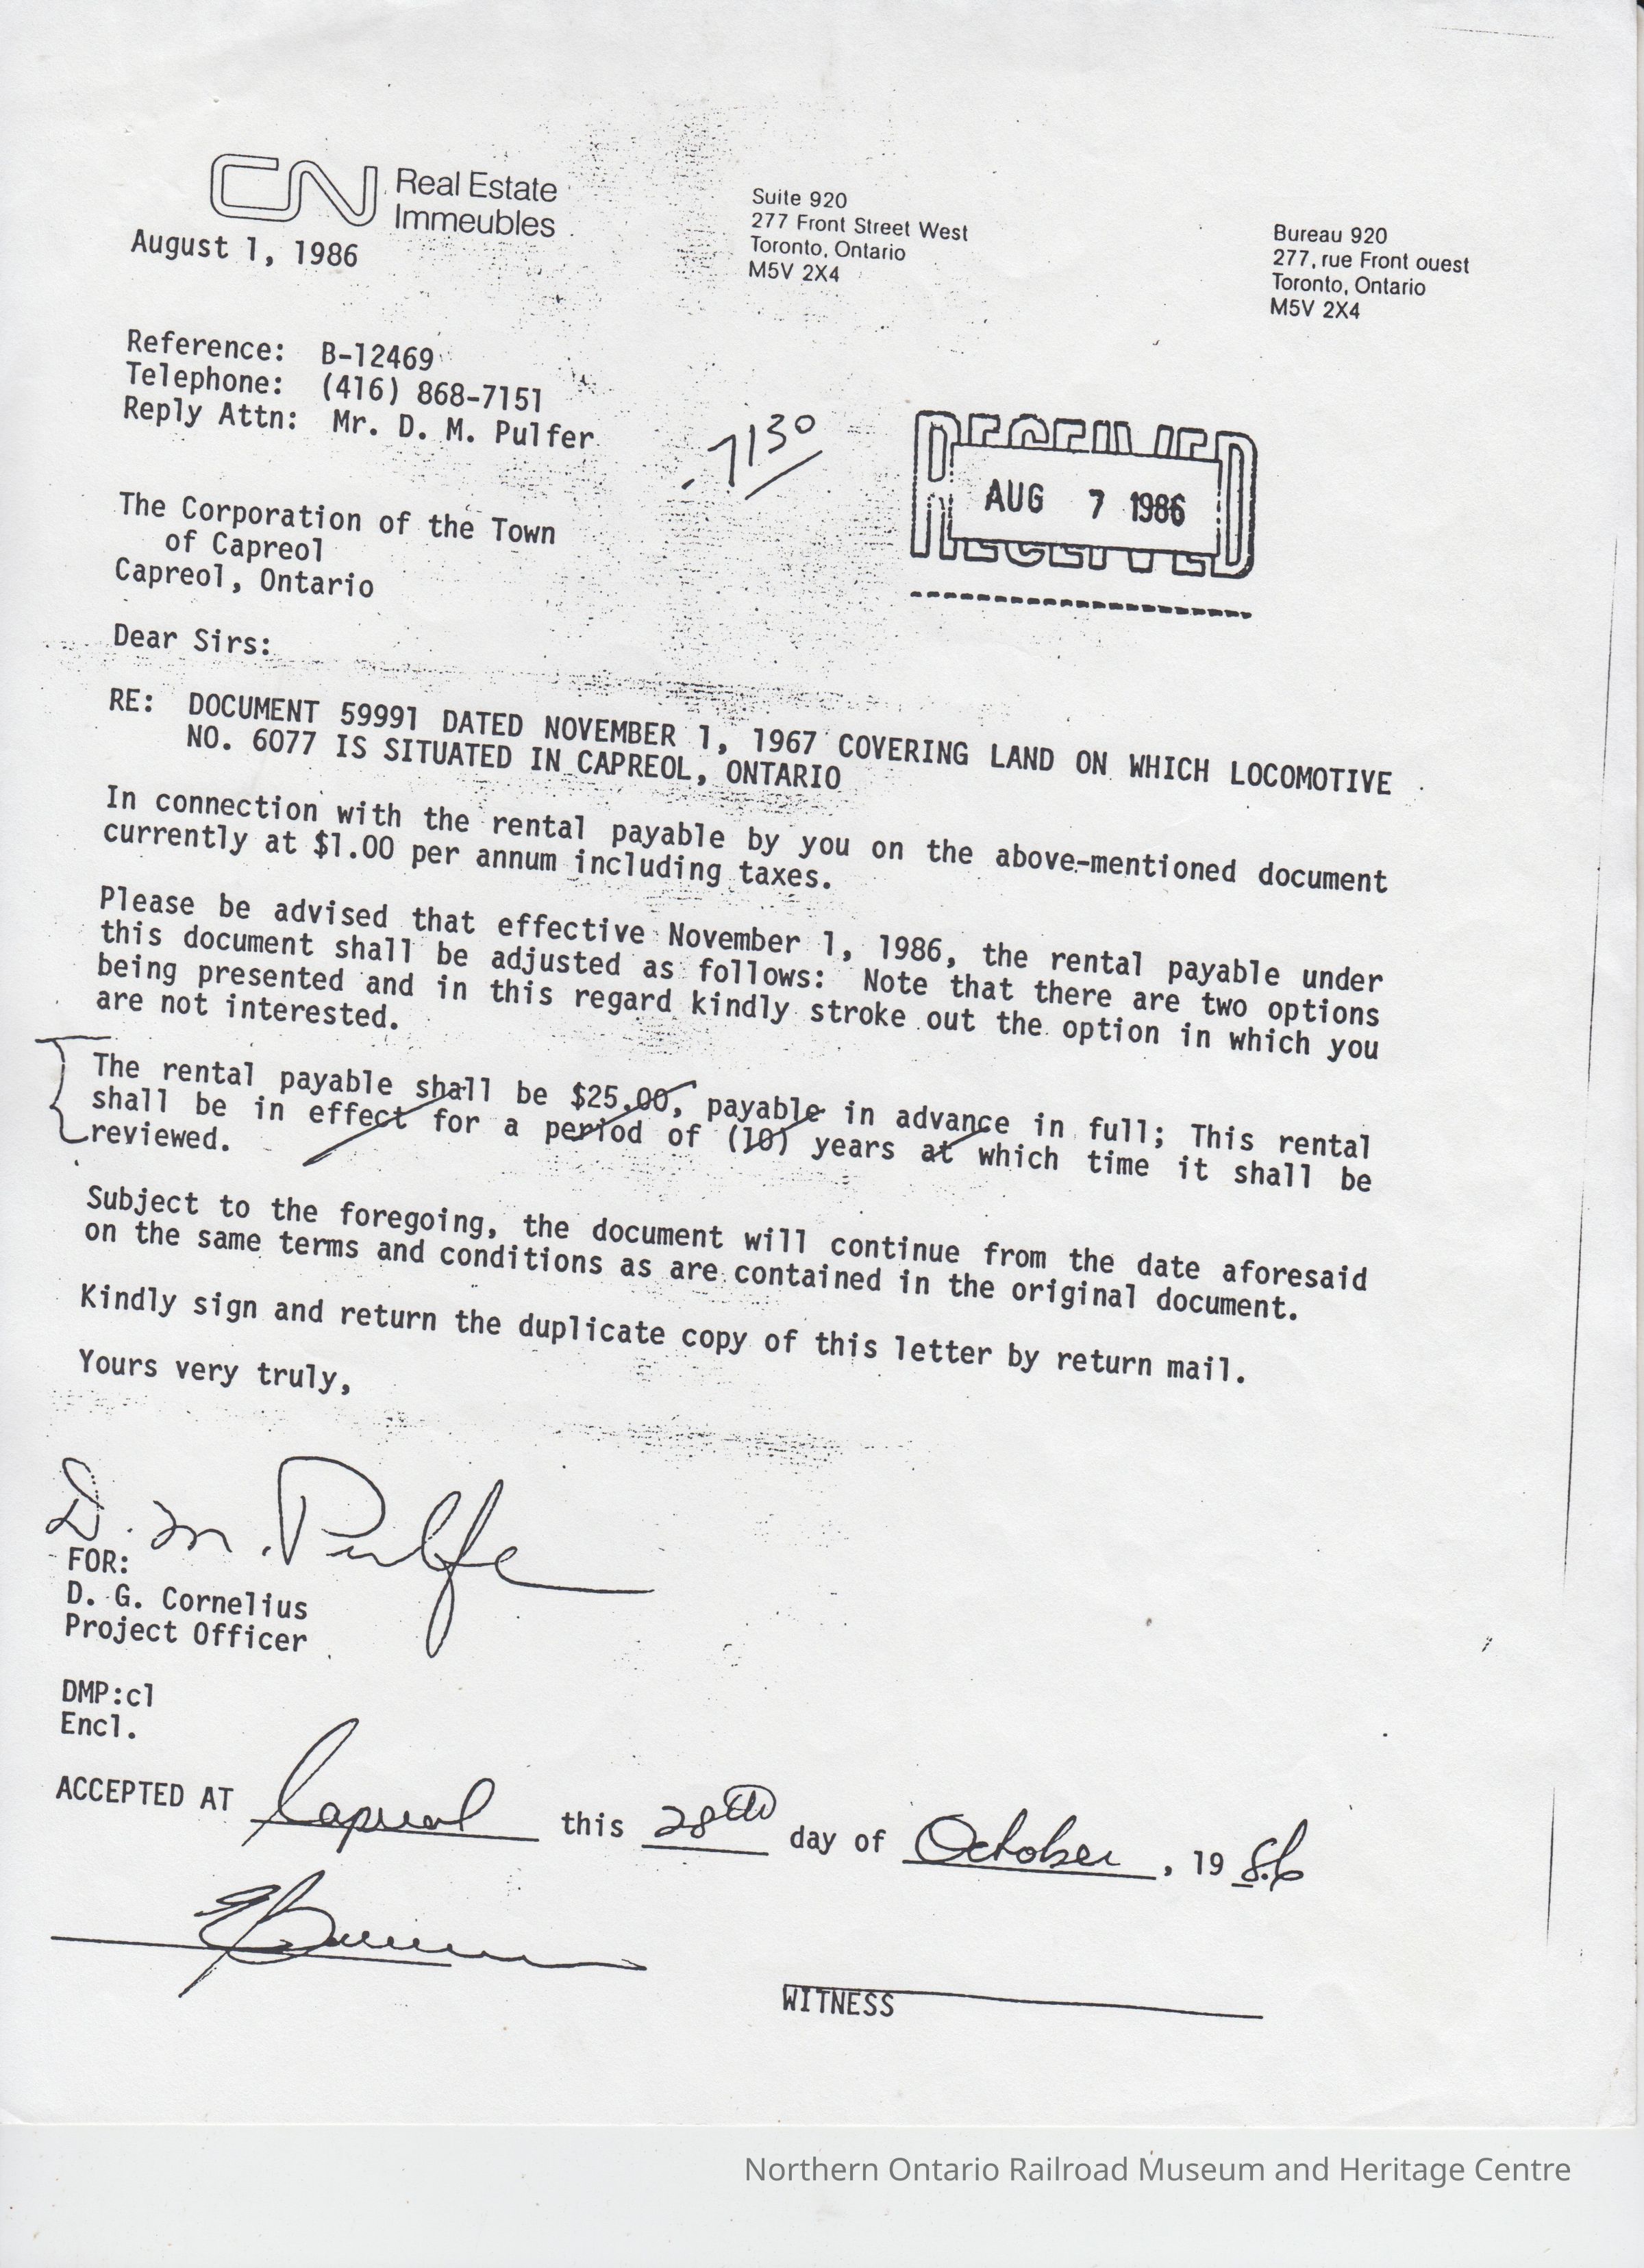 CN Real Estate
Immeubles
Suite 920
277 Front Street West
Toronto, Ontario
M5V 2X4
Bureau 920
277, rue Front ouest
Toronto, Ontario
M5V 2X4
August 1, 1986
Reference: B-12469
Telephone: (416) 868-7151
Reply Attn: Mr. D. M. Pulfer
RECEIVED
AUG 7 1986
RECEIVED
The Corporation of the Town
of Capreol
Capreol, Ontario
Dear Sirs:
RE: DOCUMENT 59991 DATED NOVEMBER 1, 1967 COVERING LAND ON WHICH LOCOMOTIVE
NO. 6077 IS SITUATED IN CAPREOL, ONTARIO
In connection with the rental payable by you on the above-mentioned document
currently at $1.00 per annum including taxes.
Please be advised that effective November 1, 1986, the rental payable under
this document shall be adjusted as follows: Note that there are two options
being presented and in this regard kindly stroke out the option in which you
are not interested.
The rental payable shall be $25.00, payable in advance in full; This rental
shall be in effect for a period of (10) years at which time it shall be
reviewed.
Subject to the foregoing, the document will continue from the date aforesaid
on the same terms and conditions as are contained in the original document.
Kindly sign and return the duplicate copy of this letter by return mail.
Yours very truly,
D. M. Pulfe
FOR:
D. G. Cornelius
Project Officer
DMP:cl
Encl.
ACCEPTED AT Capreol this 28th day of October, 19 86
WITNESS
Northern Ontario Railroad Museum and Heritage Centre